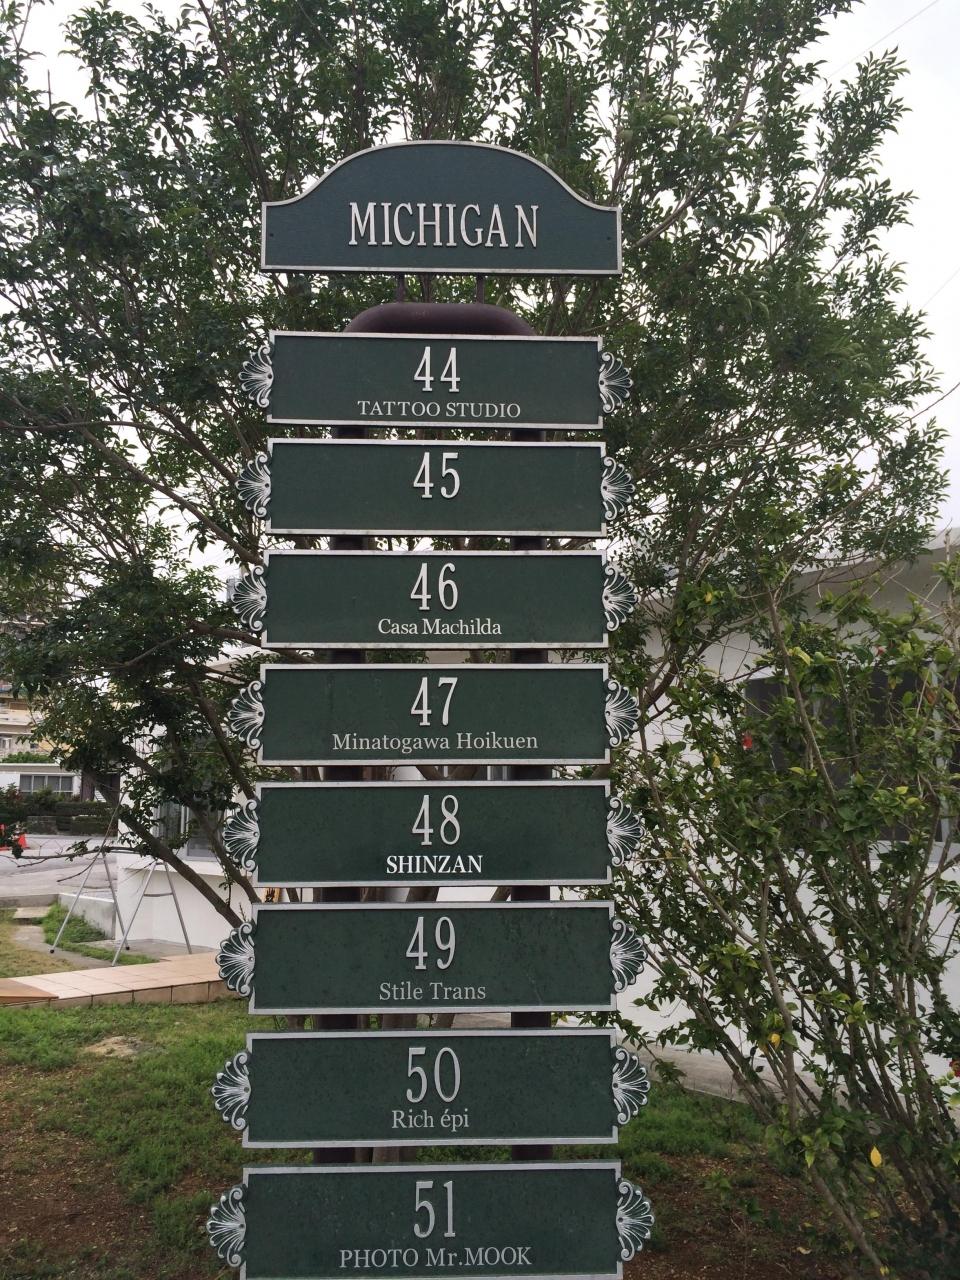 MICHIGAN
44
TATTOO STUDIO
45
46
Casa Machilda
47
Minatogawa Hoikuen
48
SHINZAN
49
Stile Trans
50
Rich épi
51
PHOTO Mr.MOOK